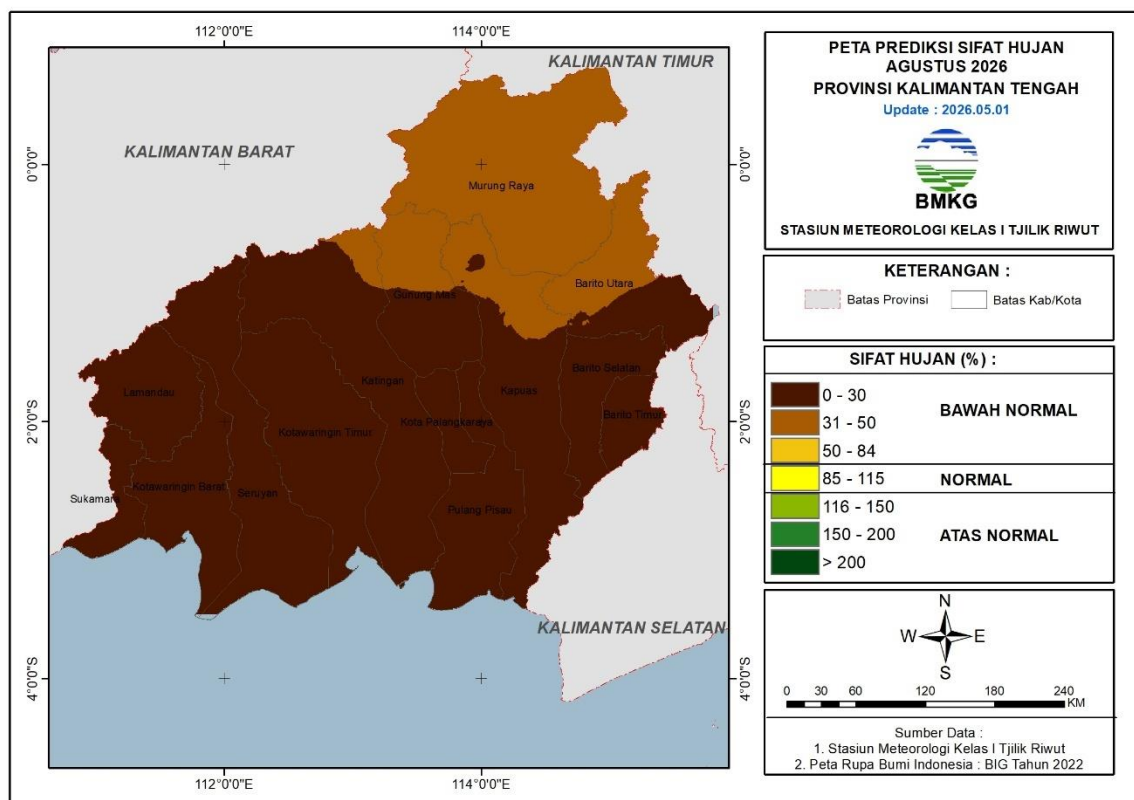 112°0'0"E
114°0'0"E
KALIMANTAN TIMUR
KALIMANTAN BARAT
0°0'0"
0°0'0"
Murung Raya
Barito Utara
Gunung Mas
Barito Selatan
Lamandau
Katingan
Kapuas
Barito Timur
2°0'0"S
2°0'0"S
Kota Palangkaraya
Kotawaringin Timur
Kotawaringin Barat
Seruyan
Sukamara
Pulang Pisau
KALIMANTAN SELATAN
4°0'0"S
4°0'0"S
112°0'0"E
114°0'0"E
PETA PREDIKSI SIFAT HUJAN
AGUSTUS 2026
PROVINSI KALIMANTAN TENGAH
Update : 2026.05.01
BMKG
STASIUN METEOROLOGI KELAS I TJILIK RIWUT
KETERANGAN :
Batas Provinsi
Batas Kab/Kota
SIFAT HUJAN (%) :
0 - 30
BAWAH NORMAL
31 - 50
50 - 84
85 - 115
NORMAL
116 - 150
150 - 200
ATAS NORMAL
> 200
N
W E
S
0 30 60 120 180 240
KM
Sumber Data :
1. Stasiun Meteorologi Kelas I Tjilik Riwut
2. Peta Rupa Bumi Indonesia : BIG Tahun 2022